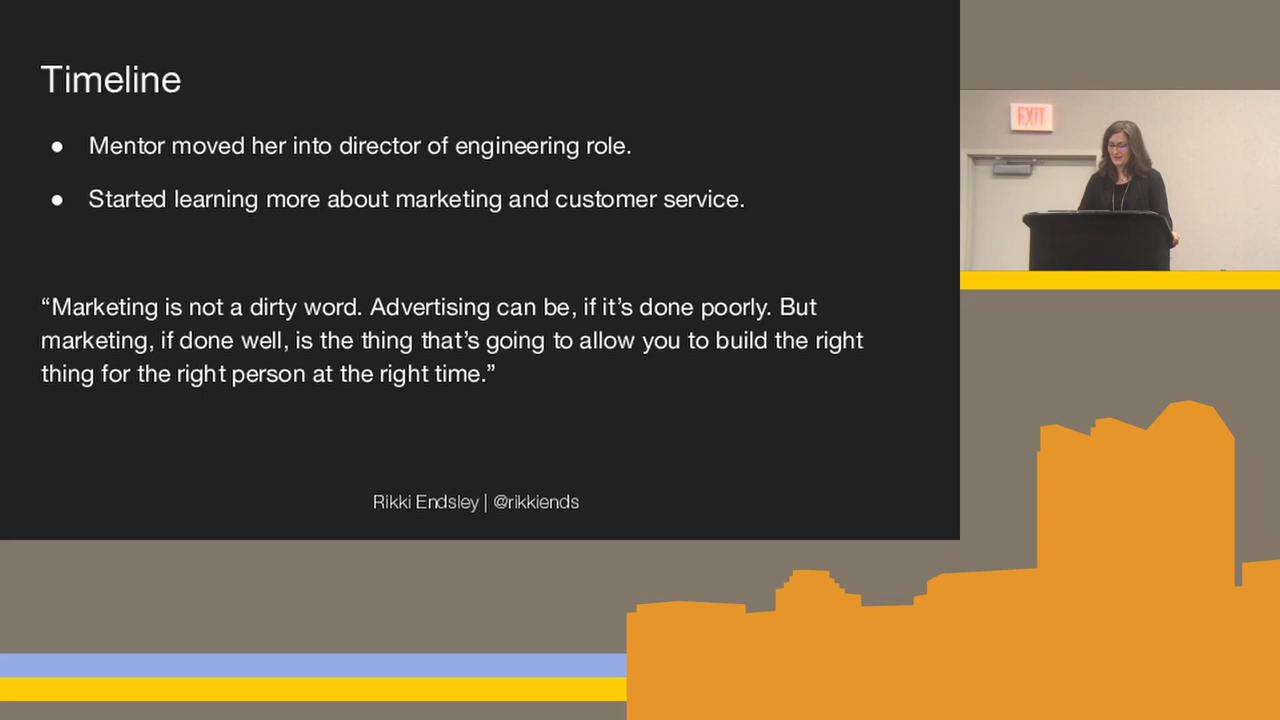 Timeline
● Mentor moved her into director of engineering role.
● Started learning more about marketing and customer service.
“Marketing is not a dirty word. Advertising can be, if it’s done poorly. But
marketing, if done well, is the thing that’s going to allow you to build the right
thing for the right person at the right time.”
Rikki Endsley | @rikkiends
EXIT